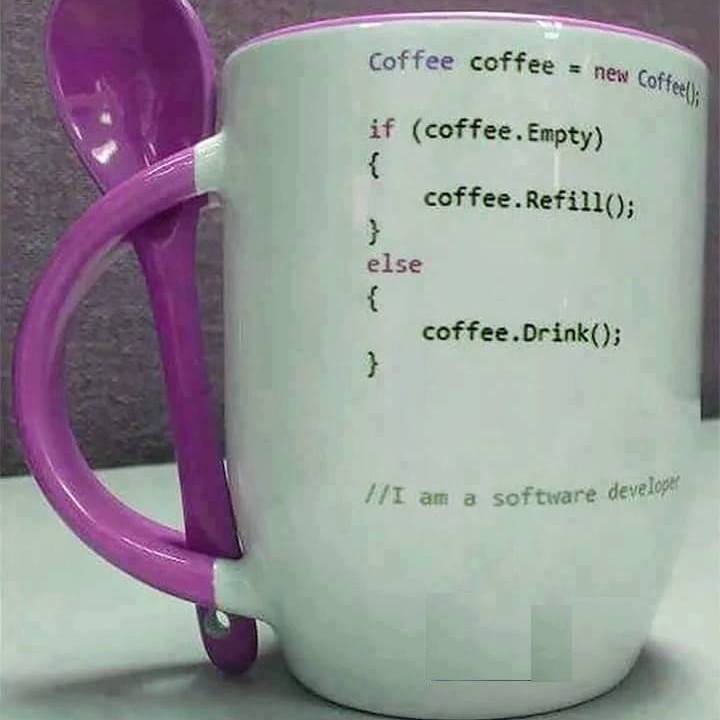 Coffee coffee = new Coffee();
if (coffee.Empty)
{
coffee.Refill();
}
else
{
coffee.Drink();
}
//I am a software developer